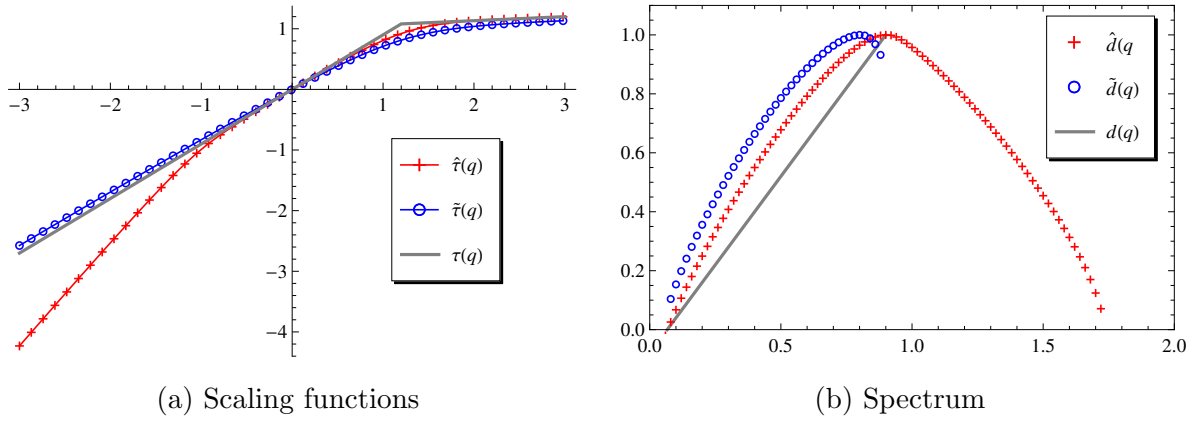 1
−3 −2 −1 1 2 3
−1
−2
−3
−4
τ̂(q)
τ̃(q)
τ(q)
(a) Scaling functions
1.0
0.8
0.6
0.4
0.2
0.0
0.0 0.5 1.0 1.5 2.0
d̂(q
d̃(q)
d(q)
(b) Spectrum